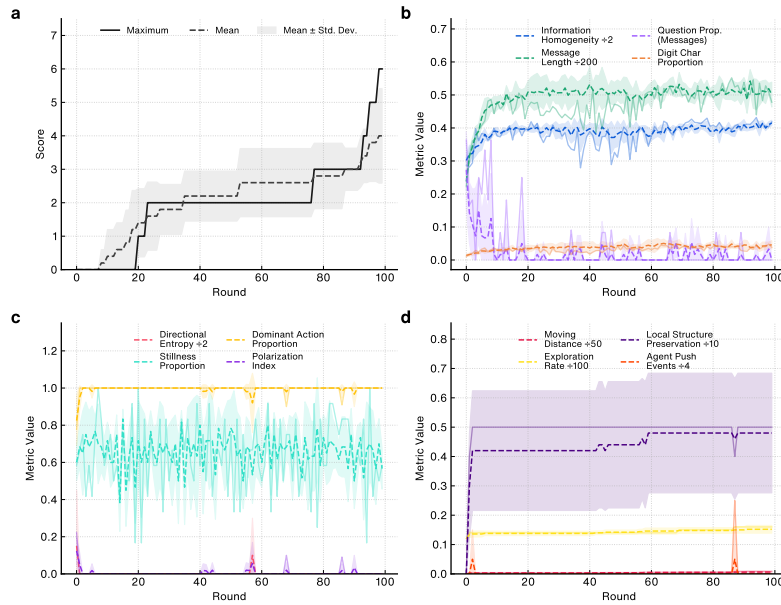 a
Maximum
Mean
Mean ± Std. Dev.
7
6
5
4
3
2
1
0
Score
0
20
40
60
80
100
Round
b
Information
Homogeneity ÷2
Message
Length ÷200
Question Prop.
(Messages)
Digit Char
Proportion
0.7
0.6
0.5
0.4
0.3
0.2
0.1
0.0
Metric Value
0
20
40
60
80
100
Round
c
Directional
Entropy ÷2
Stillness
Proportion
Dominant Action
Proportion
Polarization
Index
1.2
1.0
0.8
0.6
0.4
0.2
0.0
Metric Value
0
20
40
60
80
100
Round
d
Moving
Distance ÷50
Exploration
Rate ÷100
Local Structure
Preservation ÷10
Agent Push
Events ÷4
0.8
0.7
0.6
0.5
0.4
0.3
0.2
0.1
0.0
Metric Value
0
20
40
60
80
100
Round